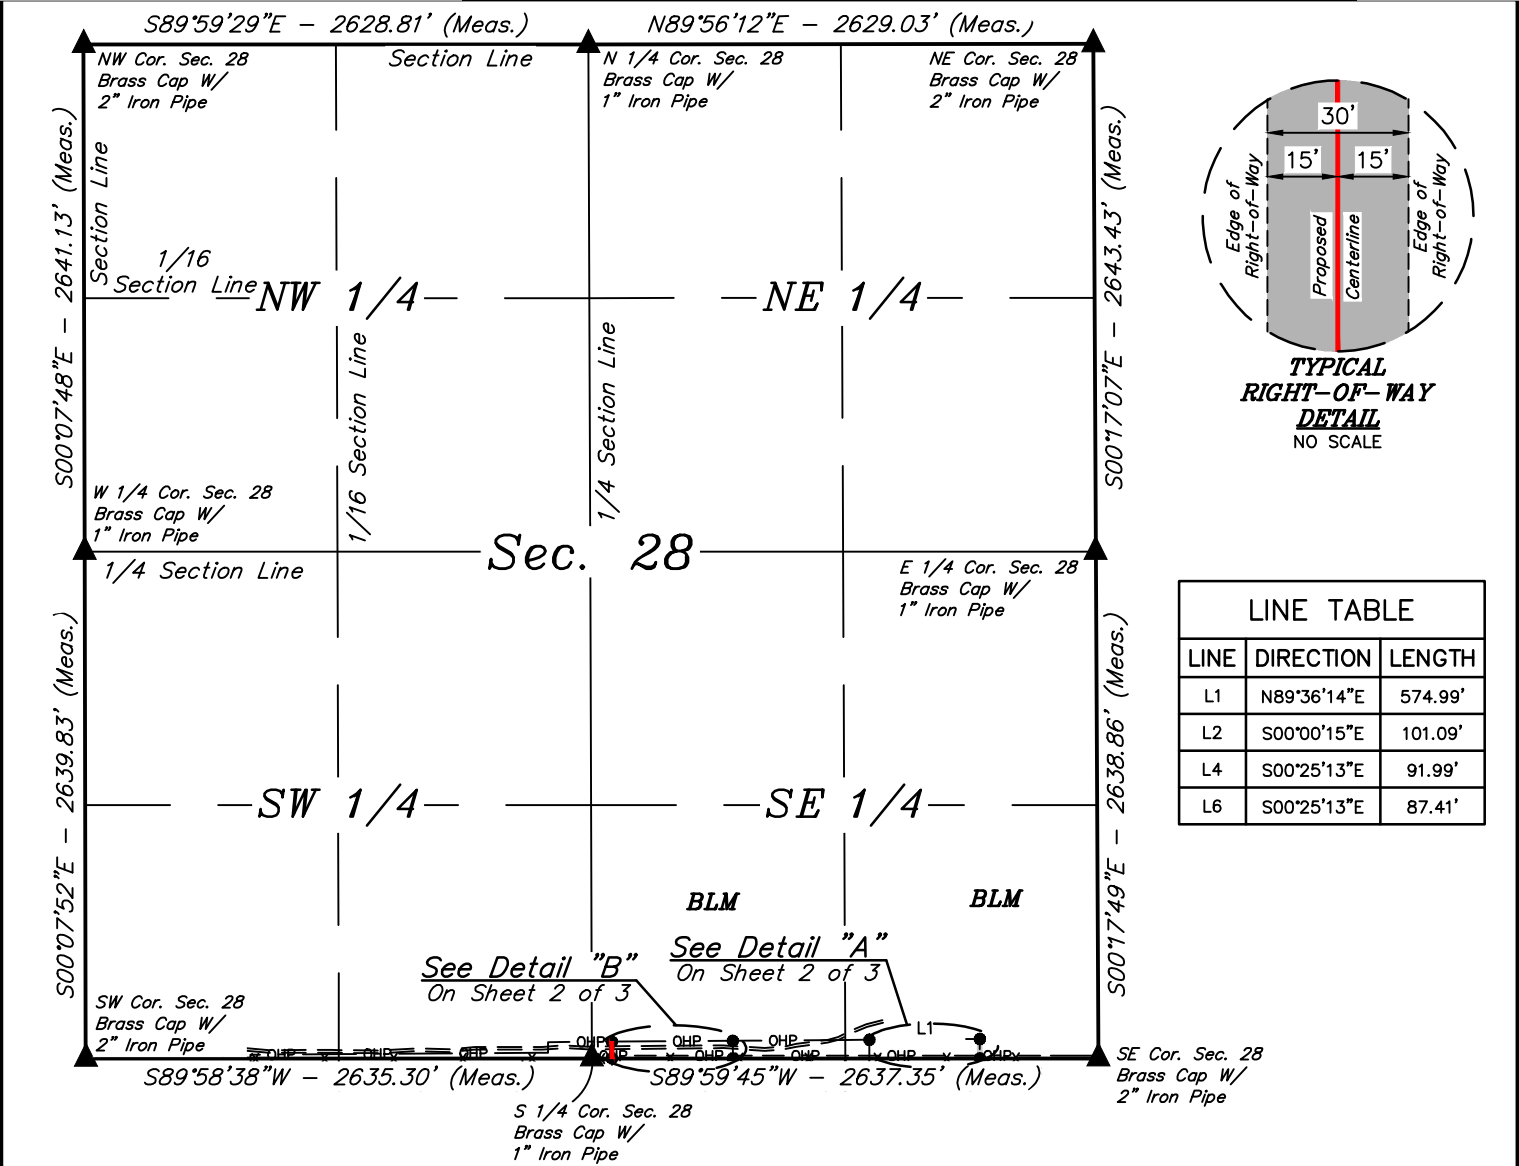 S89°59'29"E - 2628.81' (Meas.)
N89°56'12"E - 2629.03' (Meas.)
NW Cor. Sec. 28
Brass Cap W/
2" Iron Pipe
Section Line
N 1/4 Cor. Sec. 28
Brass Cap W/
1" Iron Pipe
NE Cor. Sec. 28
Brass Cap W/
2" Iron Pipe
S00°07'48"E - 2641.13' (Meas.)
Section Line
1/16
Section Line
NW 1/4
NE 1/4
1/16 Section Line
1/4 Section Line
S00°17'07"E - 2643.43' (Meas.)
30'
15'
15'
Edge of
Right-of-Way
Proposed
Centerline
Edge of
Right-of-Way
TYPICAL
RIGHT-OF-WAY
DETAIL
NO SCALE
W 1/4 Cor. Sec. 28
Brass Cap W/
1" Iron Pipe
Sec. 28
1/4 Section Line
E 1/4 Cor. Sec. 28
Brass Cap W/
1" Iron Pipe
LINE TABLE
LINE DIRECTION LENGTH
L1 N89°36'14"E 574.99'
L2 S00°00'15"E 101.09'
L4 S00°25'13"E 91.99'
L6 S00°25'13"E 87.41'
S00°07'52"E - 2639.83' (Meas.)
SW 1/4
SE 1/4
S00°17'49"E - 2638.86' (Meas.)
BLM
BLM
See Detail "A"
On Sheet 2 of 3
See Detail "B"
On Sheet 2 of 3
SW Cor. Sec. 28
Brass Cap W/
2" Iron Pipe
L1
OHP OHP OHP
OHP OHP OHP OHP OHP OHP OHP OHP
S89°58'38"W - 2635.30' (Meas.)
S89°59'45"W - 2637.35' (Meas.)
SE Cor. Sec. 28
Brass Cap W/
2" Iron Pipe
S 1/4 Cor. Sec. 28
Brass Cap W/
1" Iron Pipe